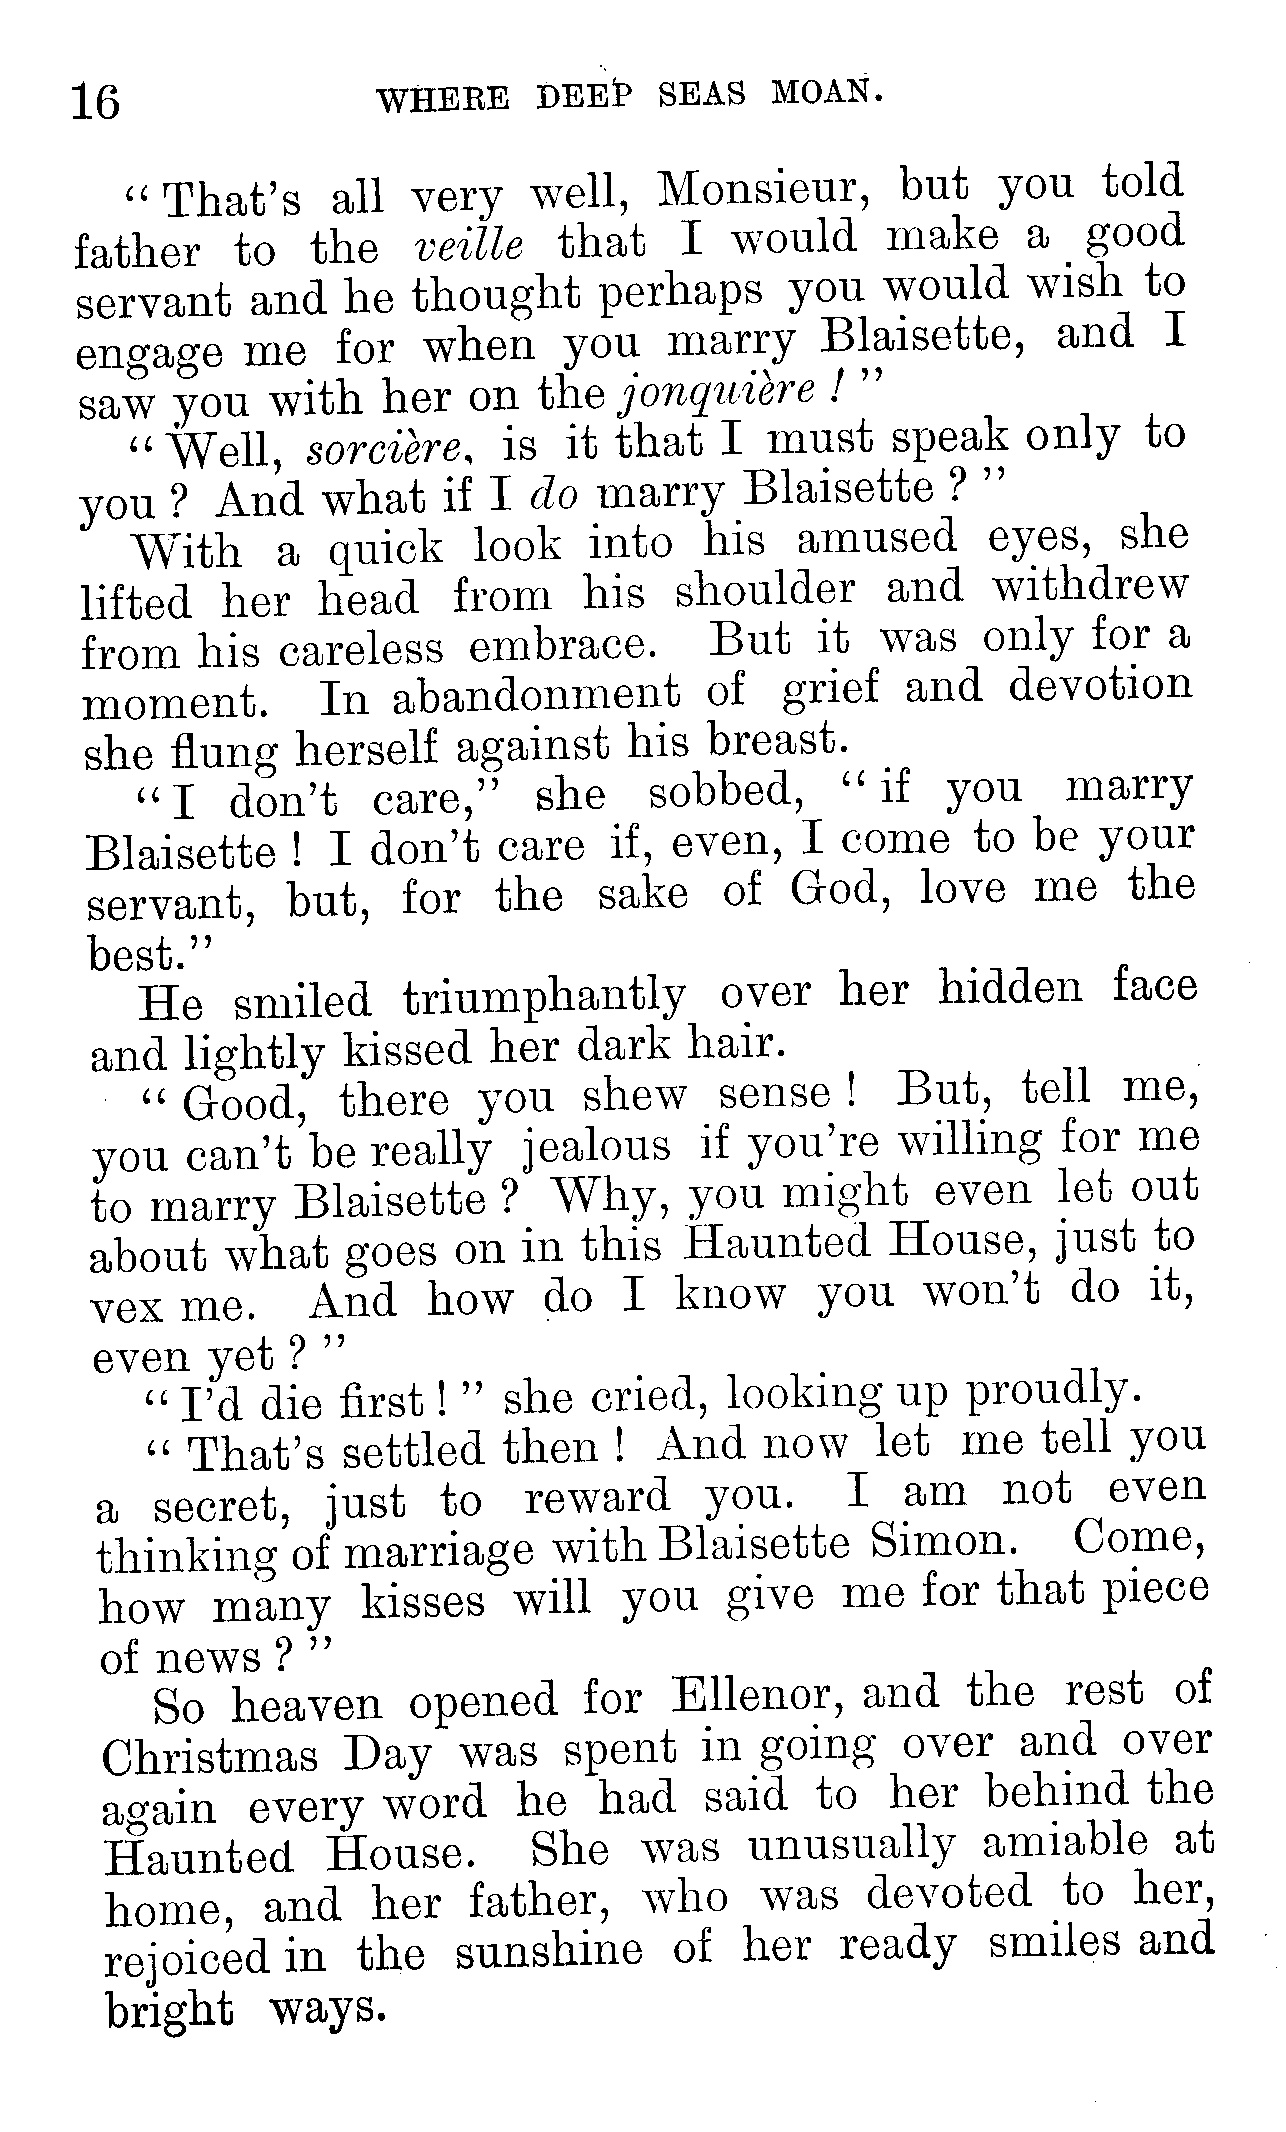 16 WHERE DEEP SEAS MOAN.
“That’s all very well, Monsieur, but you told
father to the veille that I would make a good
servant and he thought perhaps you would wish to
engage me for when you marry Blaisette, and I
saw you with her on the jonquière ! ”
“ Well, sorcière, is it that I must speak only to
you ? And what if I do marry Blaisette ? ”
With a quick look into his amused eyes, she
lifted her head from his shoulder and withdrew
from his careless embrace. But it was only for a
moment. In abandonment of grief and devotion
she flung herself against his breast.
“ I don’t care,” she sobbed, “ if you marry
Blaisette ! I don’t care if, even, I come to be your
servant, but, for the sake of God, love me the
best.”
He smiled triumphantly over her hidden face
and lightly kissed her dark hair.
“ Good, there you shew sense ! But, tell me,
you can’t be really jealous if you’re willing for me
to marry Blaisette ? Why, you might even let out
about what goes on in this Haunted House, just to
vex me. And how do I know you won’t do it,
even yet ? ”
“ I’d die first ! ” she cried, looking up proudly.
“ That’s settled then ! And now let me tell you
a secret, just to reward you. I am not even
thinking of marriage with Blaisette Simon. Come,
how many kisses will you give me for that piece
of news ? ”
So heaven opened for Ellenor, and the rest of
Christmas Day was spent in going over and over
again every word he had said to her behind the
Haunted House. She was unusually amiable at
home, and her father, who was devoted to her,
rejoiced in the sunshine of her ready smiles and
bright ways.